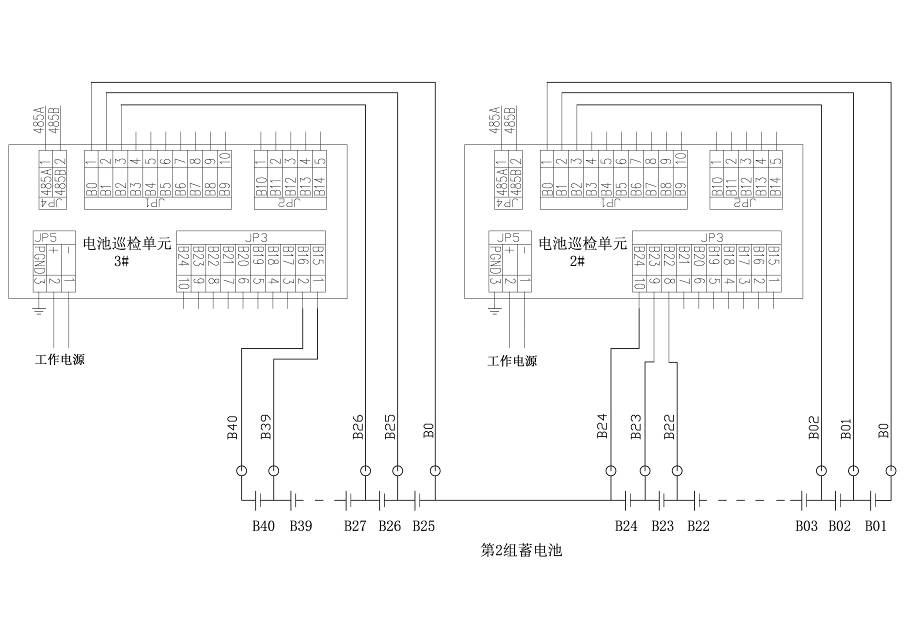 485A
485B
485A
485B
485A 1
485B 2
JP4
B0 1
B1 2
B2 3
B3 4
B4 5
B5 6
B6 7
B7 8
B8 9
B9 10
JP1
B10 1
B11 2
B12 3
B13 4
B14 5
JP2
485A 1
485B 2
JP4
B0 1
B1 2
B2 3
B3 4
B4 5
B5 6
B6 7
B7 8
B8 9
B9 10
JP1
B10 1
B11 2
B12 3
B13 4
B14 5
JP2
JP5
PGND 3
+ 2
- 1
电池巡检单元
3#
JP3
B24 10
B23 9
B22 8
B21 7
B20 6
B19 5
B18 4
B17 3
B16 2
B15 1
JP5
PGND 3
+ 2
- 1
电池巡检单元
2#
JP3
B24 10
B23 9
B22 8
B21 7
B20 6
B19 5
B18 4
B17 3
B16 2
B15 1
工作电源
工作电源
B40
B39
B26
B25
B0
B24
B23
B22
B02
B01
B0
B40 B39 B27 B26 B25 B24 B23 B22 B03 B02 B01
第2组蓄电池